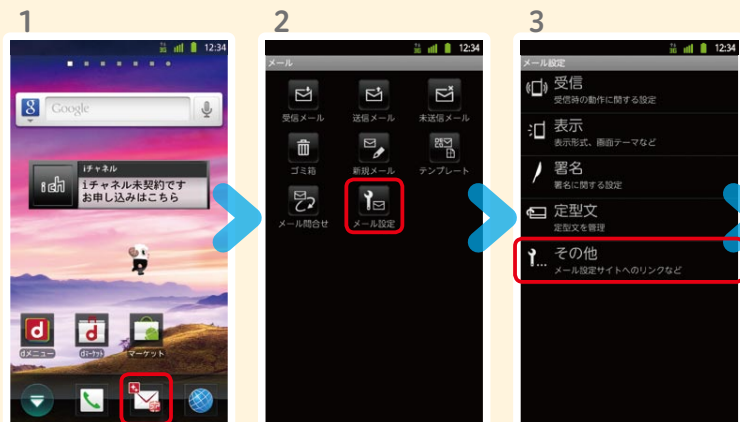 1
3G
12:34
8
Google
iチャネル
i ch
iチャネル未契約です
お申し込みはこちら
d
d
dメニュー
dマーケット
マーケット
2
3G
12:34
メール
受信メール
送信メール
未送信メール
ゴミ箱
新規メール
テンプレート
メール問合せ
メール設定
3
3G
12:34
メール設定
受信
受信時の動作に関する設定
表示
表示形式、画面テーマなど
署名
署名に関する設定
定型文
定型文を管理
その他
メール設定サイトへのリンクなど